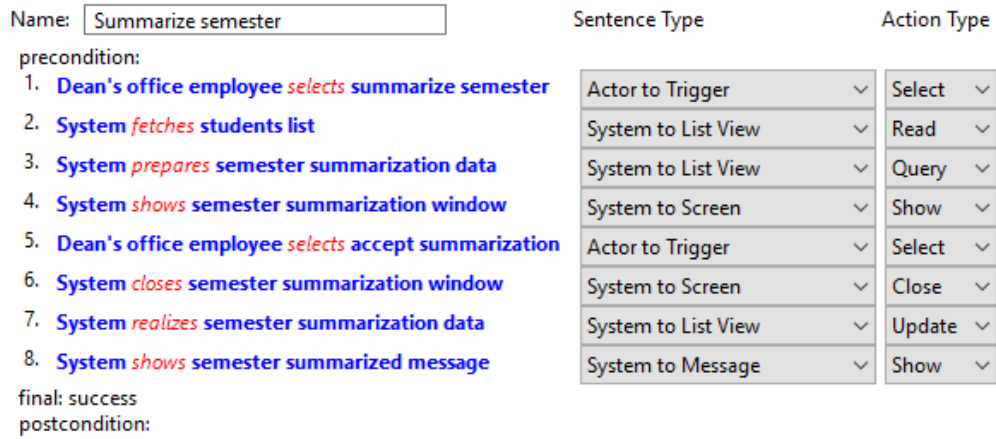 Name: Summarize semester Sentence Type Action Type
precondition:
1. Dean's office employee selects summarize semester Actor to Trigger Select
2. System fetches students list System to List View Read
3. System prepares semester summarization data System to List View Query
4. System shows semester summarization window System to Screen Show
5. Dean's office employee selects accept summarization Actor to Trigger Select
6. System closes semester summarization window System to Screen Close
7. System realizes semester summarization data System to List View Update
8. System shows semester summarized message System to Message Show
final: success
postcondition: